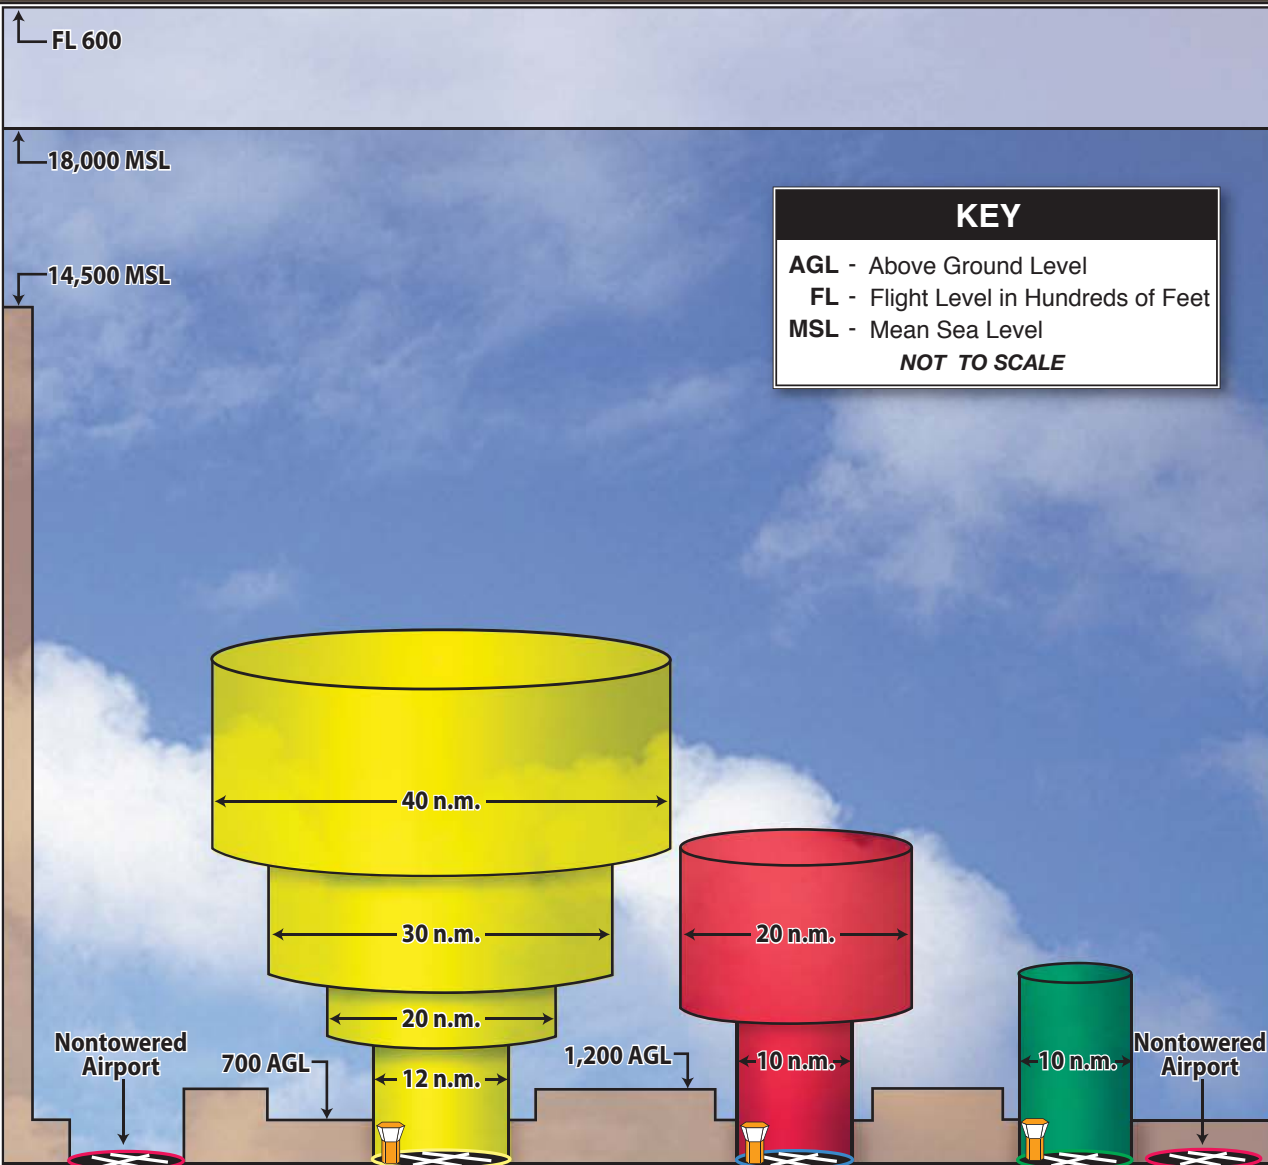 FL 600
18,000 MSL
14,500 MSL
KEY
AGL - Above Ground Level
FL - Flight Level in Hundreds of Feet
MSL - Mean Sea Level
NOT TO SCALE
40 n.m.
30 n.m.
20 n.m.
12 n.m.
20 n.m.
10 n.m.
10 n.m.
Nontowered
Airport
700 AGL
1,200 AGL
Nontowered
Airport